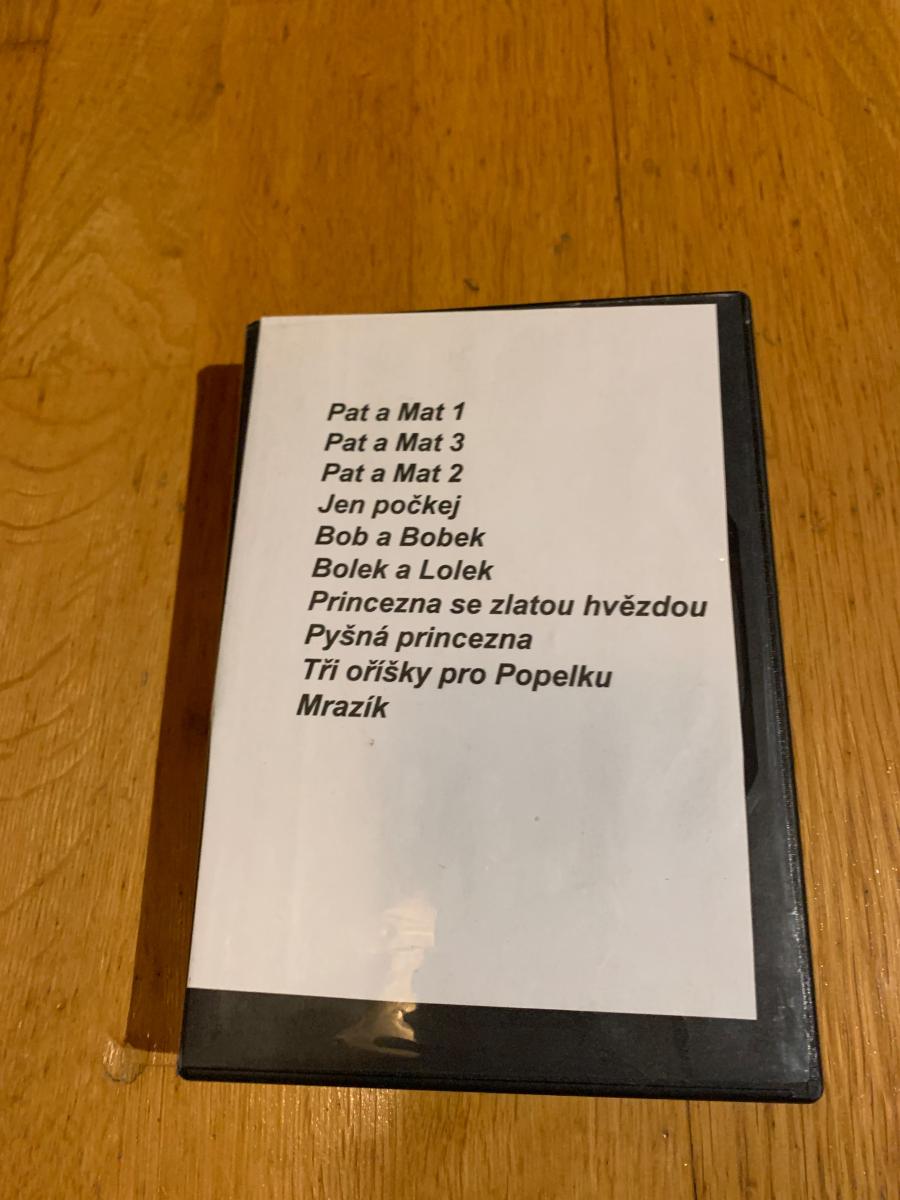 Pat a Mat 1
Pat a Mat 3
Pat a Mat 2
Jen počkej
Bob a Bobek
Bolek a Lolek
Princezna se zlatou hvězdou
Pyšná princezna
Tři oříšky pro Popelku
Mrazík